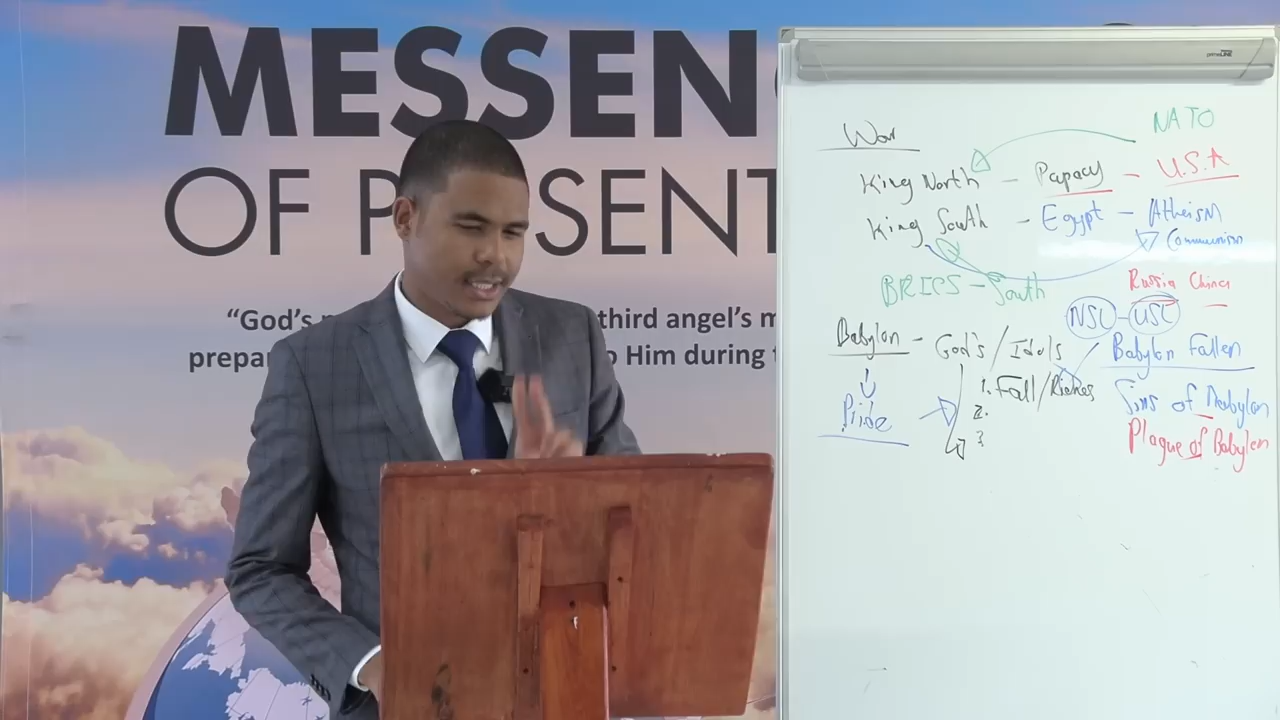 MESSEN
OF P SENT
“God’s third angel’s
prepa o Him during
primeLINE
War
NATO
King North - Papacy - U.S.A
King South - Egypt - Atheism
Communism
BRICS - South
Russia China
NSL - USL
Babylon - God's / Idols
Babylon Fallen
1. Fall/Riches
Pride
2.
3
Sins of Babylon
Plague of Babylon